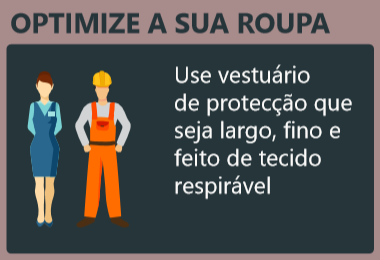 OPTIMIZE A SUA ROUPA
Use vestuário
de protecção que
seja largo, fino e
feito de tecido
respirável